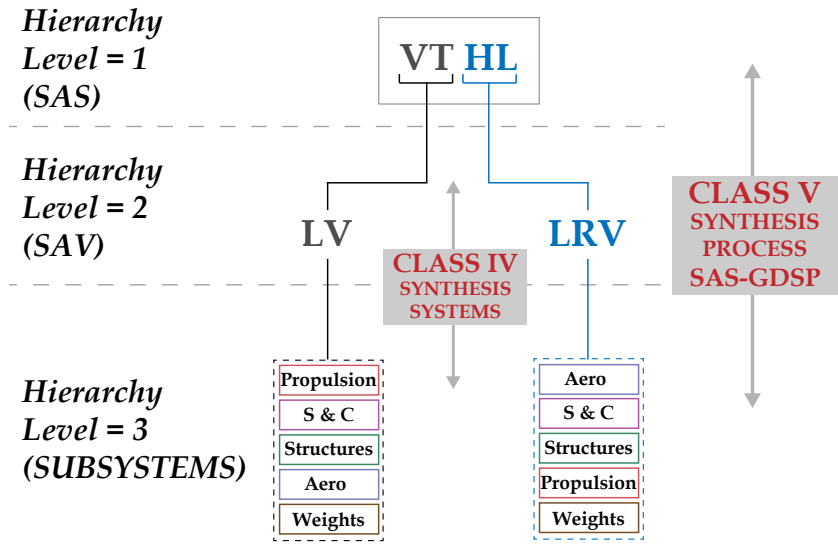 Hierarchy
Level = 1
(SAS)
VT HL
Hierarchy
Level = 2
(SAV)
LV
LRV
CLASS IV
SYNTHESIS
SYSTEMS
CLASS V
SYNTHESIS
PROCESS
SAS-GDSP
Hierarchy
Level = 3
(SUBSYSTEMS)
Propulsion
S & C
Structures
Aero
Weights
Aero
S & C
Structures
Propulsion
Weights